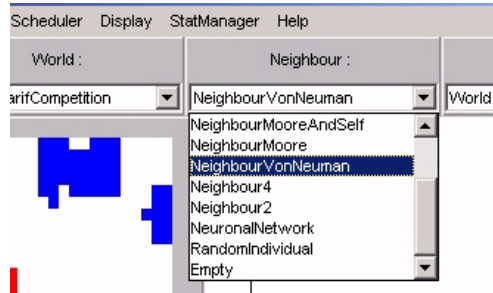 Scheduler Display StatManager Help
World : Neighbour :
arifCompetition NeighbourVonNeuman World
NeighbourMooreAndSelf
NeighbourMoore
NeighbourVonNeuman
Neighbour4
Neighbour2
NeuronalNetwork
RandomIndividual
Empty